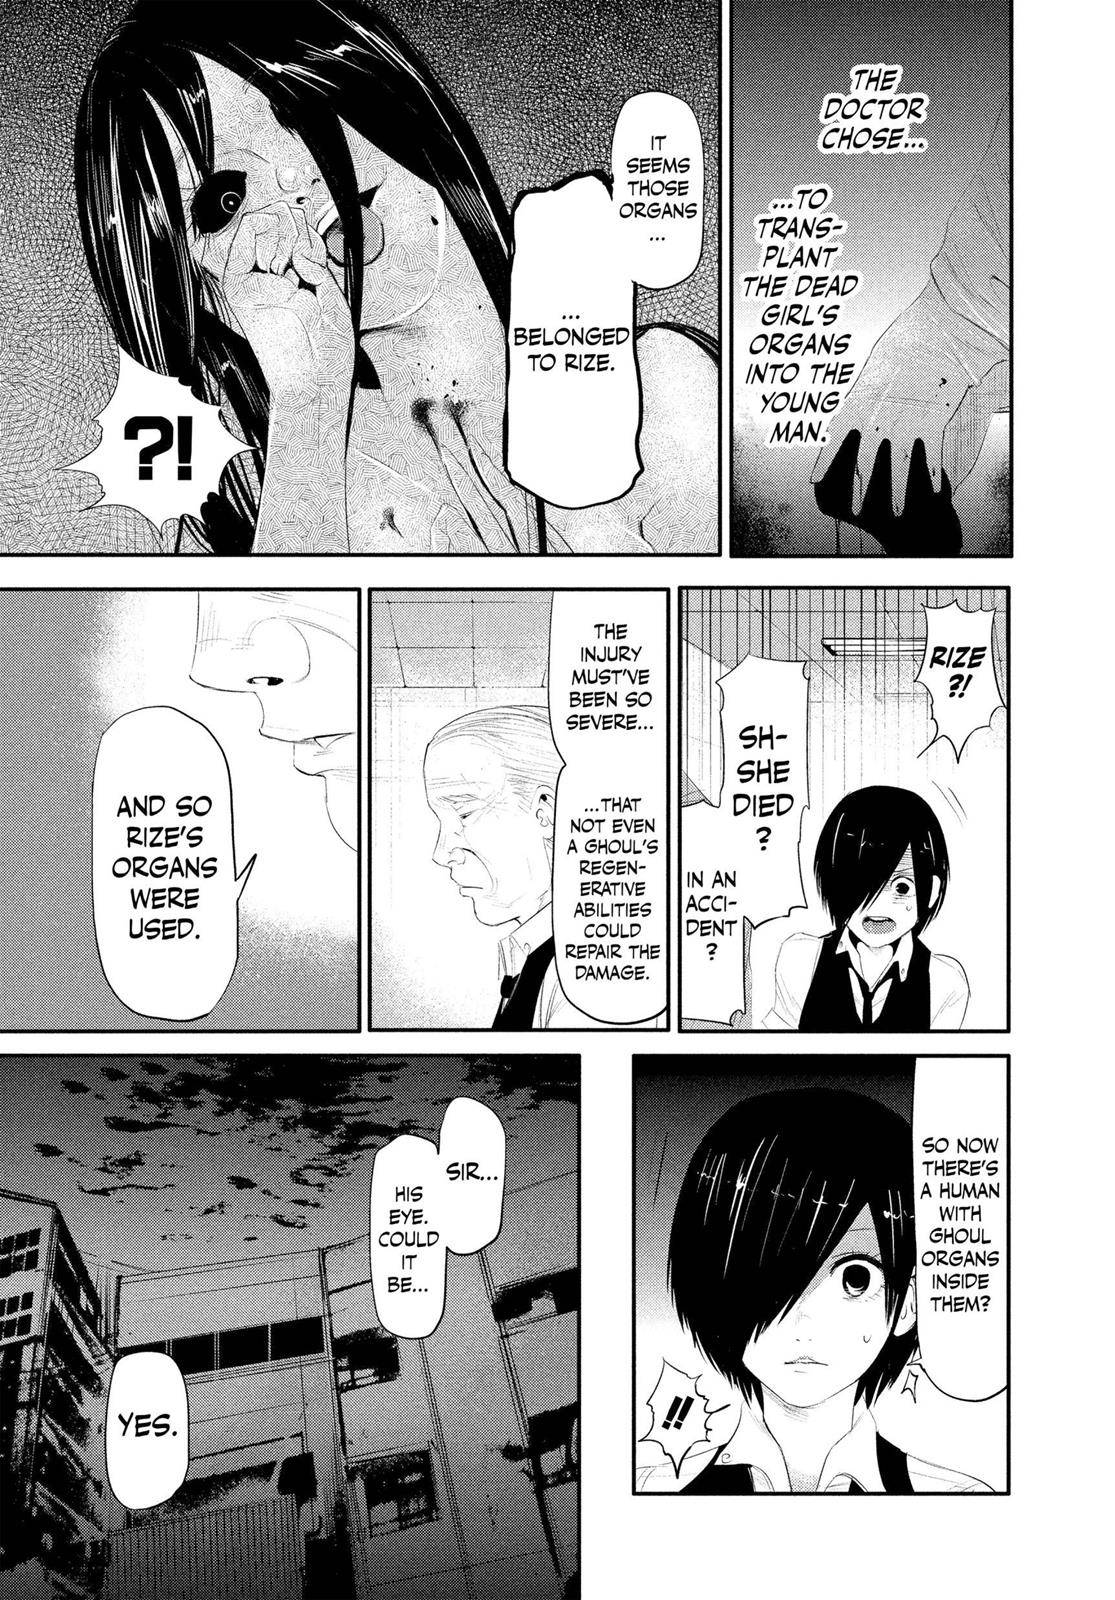 THE
DOCTOR
CHOSE...
...TO
TRANS-
PLANT
THE DEAD
GIRL'S
ORGANS
INTO THE
YOUNG
MAN.
IT
SEEMS
THOSE
ORGANS
...
...
BELONGED
TO RIZE.
?!
RIZE
?!
SH-
SHE
DIED
?
IN AN
ACCI-
DENT
?
THE
INJURY
MUST'VE
BEEN SO
SEVERE...
...THAT
NOT EVEN
A GHOUL'S
REGEN-
ERATIVE
ABILITIES
COULD
REPAIR THE
DAMAGE.
AND SO
RIZE'S
ORGANS
WERE
USED.
SO NOW
THERE'S
A HUMAN
WITH
GHOUL
ORGANS
INSIDE
THEM?
!!
SIR...
HIS
EYE.
COULD
IT
BE...
YES.